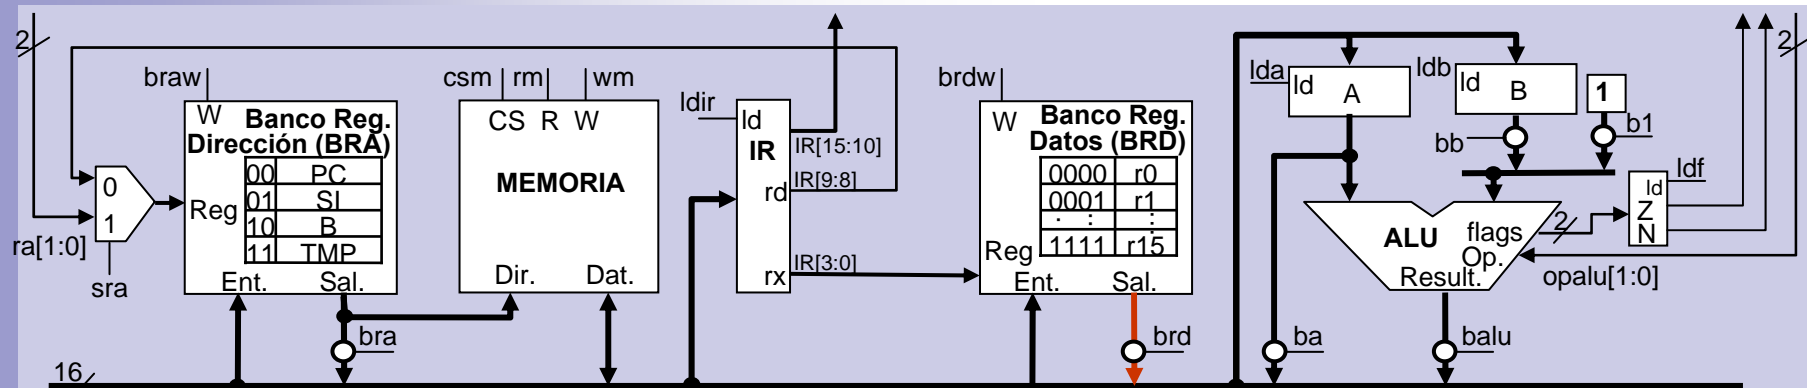 2
braw
W
Banco Reg.
Dirección (BRA)
00 PC
01 SI
10 B
11 TMP
Reg
Ent. Sal.
0
1
ra[1:0]
sra
bra
16
csm rm wm
CS R W
MEMORIA
Dir. Dat.
ldir
ld
IR
IR[15:10]
rd
IR[9:8]
rx
IR[3:0]
brdw
W
Banco Reg.
Datos (BRD)
0000 r0
0001 r1
: : :
1111 r15
Reg
Ent. Sal.
brd
lda
ld A
ldb
ld B
1
bb
b1
ALU flags
Op.
Result.
2
ldf
ld
Z
N
opalu[1:0]
2
ba
balu